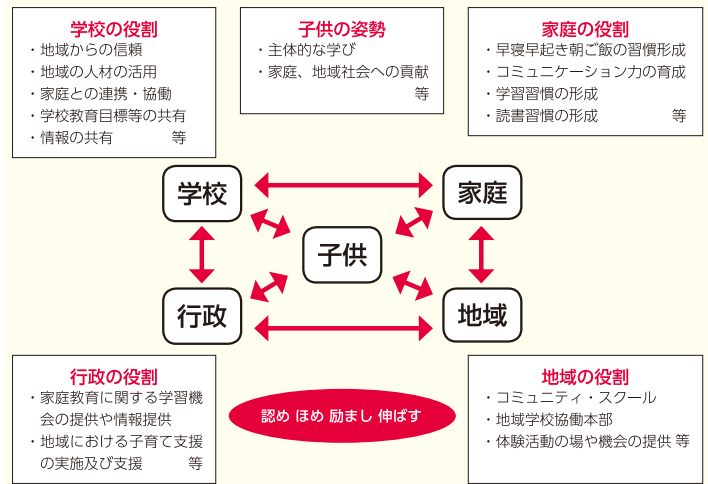 学校の役割
・地域からの信頼
・地域の人材の活用
・家庭との連携・協働
・学校教育目標等の共有
・情報の共有 等
子供の姿勢
・主体的な学び
・家庭、地域社会への貢献
等
家庭の役割
・早寝早起き朝ご飯の習慣形成
・コミュニケーション力の育成
・学習習慣の形成
・読書習慣の形成 等
学校
家庭
子供
行政
地域
行政の役割
・家庭教育に関する学習機
会の提供や情報提供
・地域における子育て支援
の実施及び支援 等
認め ほめ 励まし 伸ばす
地域の役割
・コミュニティ・スクール
・地域学校協働本部
・体験活動の場や機会の提供 等